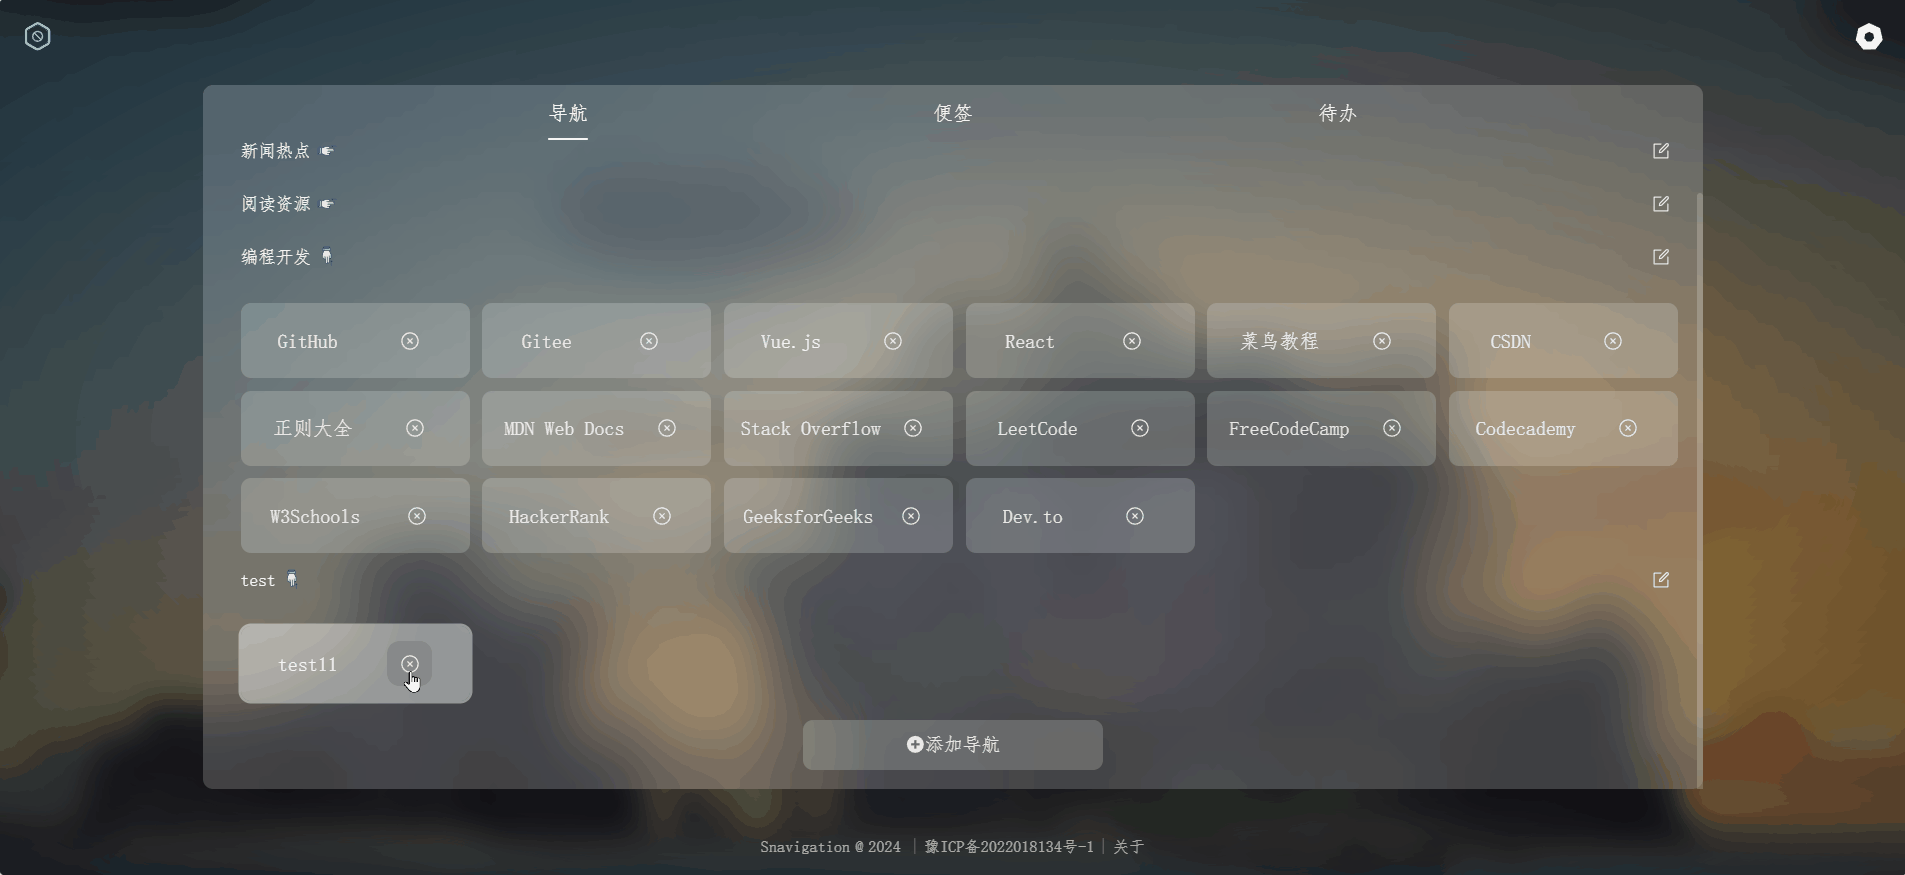 导航 便签 待办
新闻热点
阅读资源
编程开发
GitHub Gitee Vue.js React 菜鸟教程 CSDN
正则大全 MDN Web Docs Stack Overflow LeetCode FreeCodeCamp Codecademy
W3Schools HackerRank GeeksforGeeks Dev.to
test
test11
添加导航
Snavigation @ 2024 | 豫ICP备2022018134号-1 | 关于